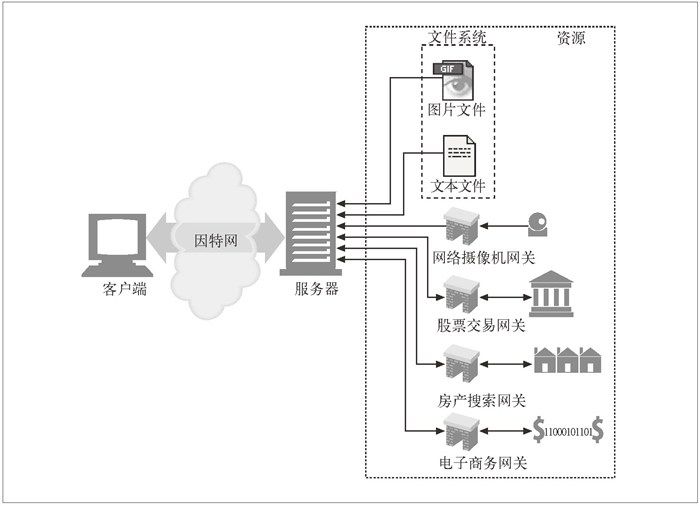 文件系统
资源
GIF
图片文件
文本文件
因特网
客户端
服务器
网络摄像机网关
股票交易网关
房产搜索网关
$11000101101$
电子商务网关